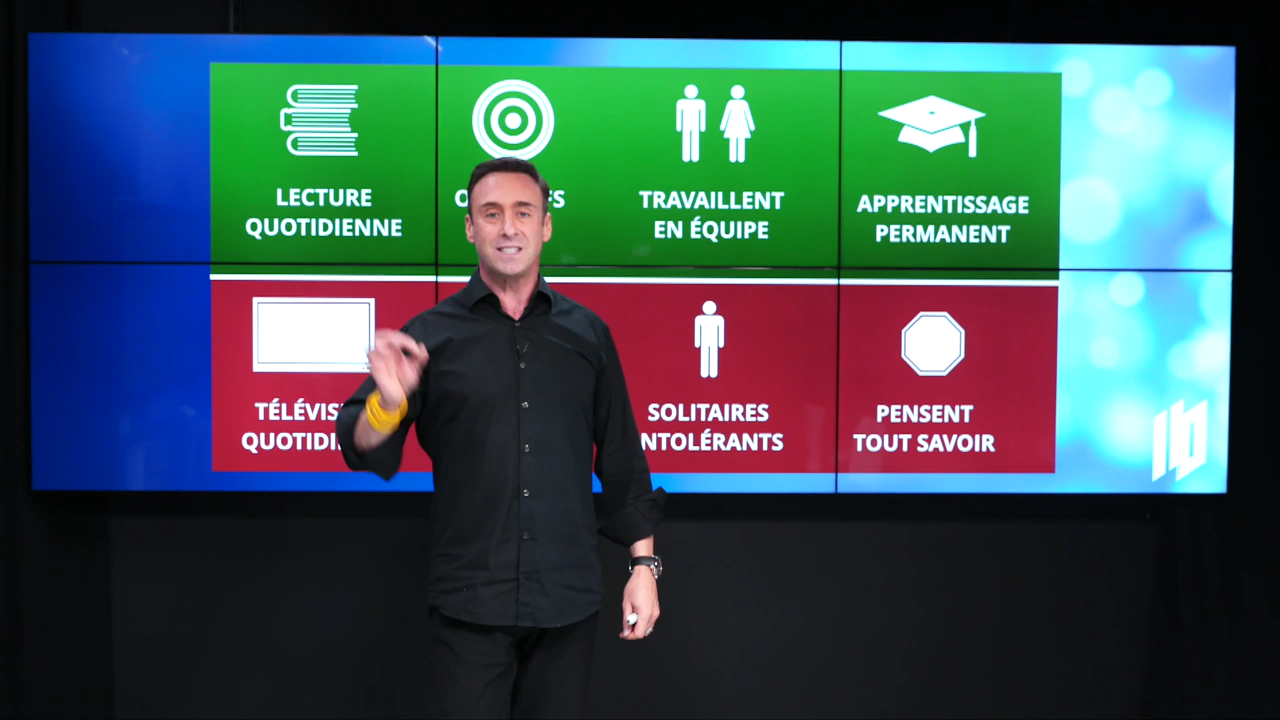 LECTURE
QUOTIDIENNE
TRAVAILLENT
EN ÉQUIPE
APPRENTISSAGE
PERMANENT
SOLITAIRES
PENSENT
TOUT SAVOIR